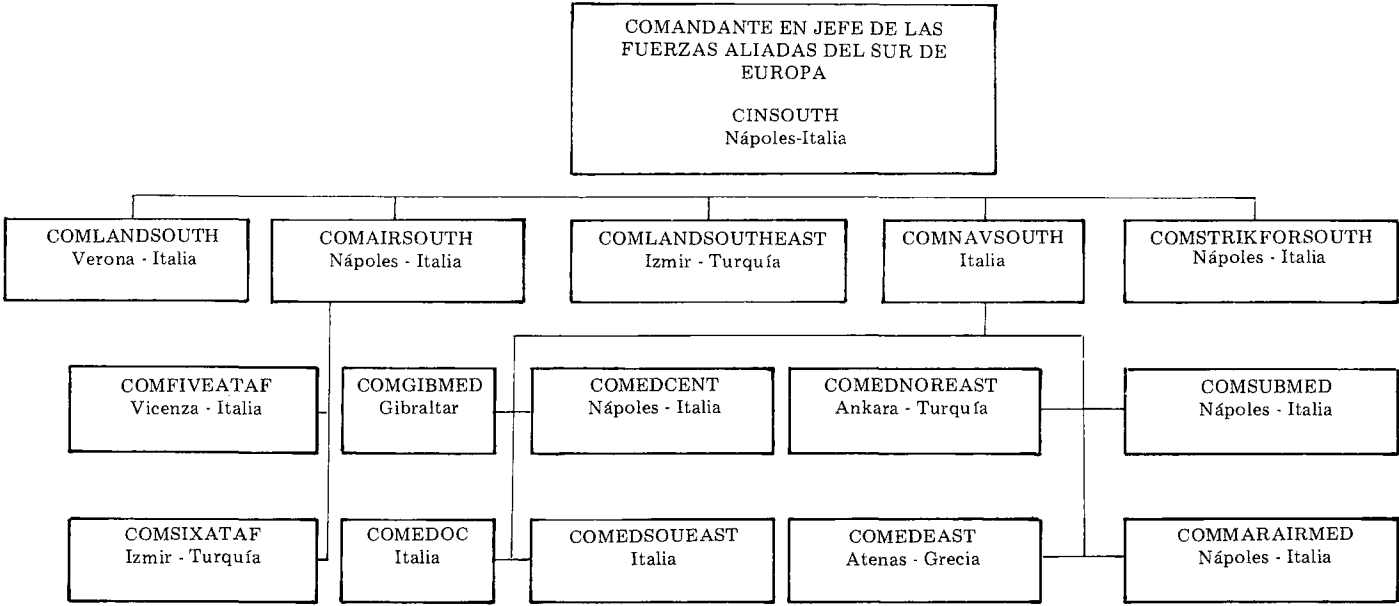 COMANDANTE EN JEFE DE LAS
FUERZAS ALIADAS DEL SUR DE
EUROPA
CINSOUTH
Nápoles-Italia
COMLANDSOUTH
Verona - Italia
COMAIRSOUTH
Nápoles - Italia
COMLANDSOUTHEAST
Izmir - Turquía
COMNAVSOUTH
Italia
COMSTRIKFORSOUTH
Nápoles - Italia
COMFIVEATAF
Vicenza - Italia
COMGIBMED
Gibraltar
COMEDCENT
Nápoles - Italia
COMEDNOREAST
Ankara - Turquía
COMSUBMED
Nápoles - Italia
COMSIXATAF
Izmir - Turquía
COMEDOC
Italia
COMEDSOUEAST
Italia
COMEDEAST
Atenas - Grecia
COMMARAIRMED
Nápoles - Italia